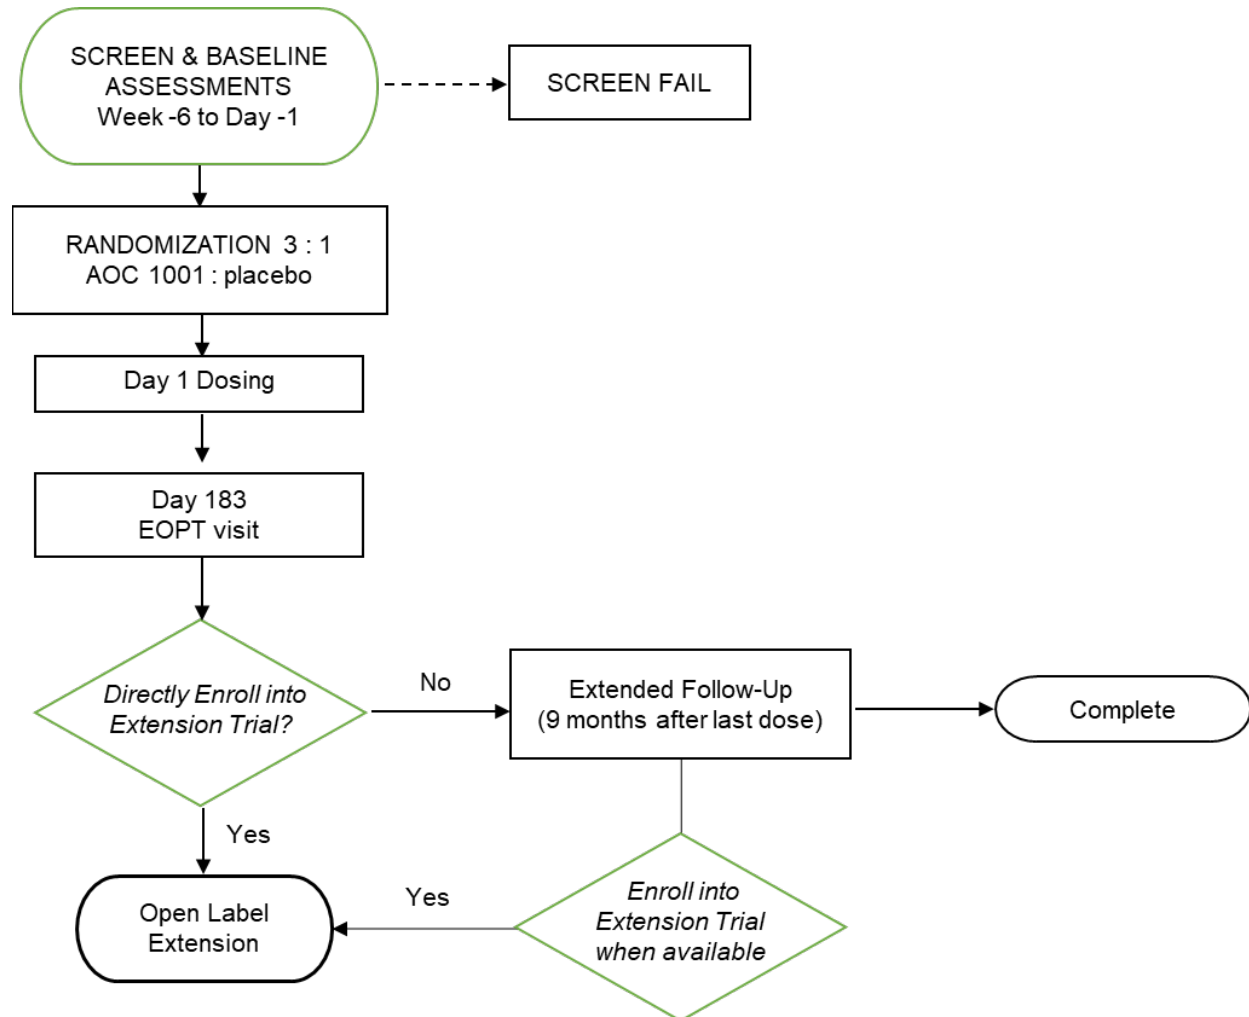 SCREEN & BASELINE
ASSESSMENTS
Week -6 to Day -1
SCREEN FAIL
RANDOMIZATION 3 : 1
AOC 1001 : placebo
Day 1 Dosing
Day 183
EOPT visit
Directly Enroll into
Extension Trial?
No
Extended Follow-Up
(9 months after last dose)
Complete
Yes
Open Label
Extension
Yes
Enroll into
Extension Trial
when available